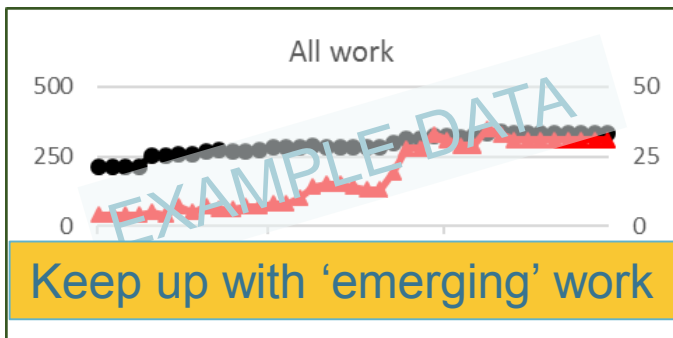 All work
500
50
250
25
0
0
EXAMPLE DATA
Keep up with ‘emerging’ work